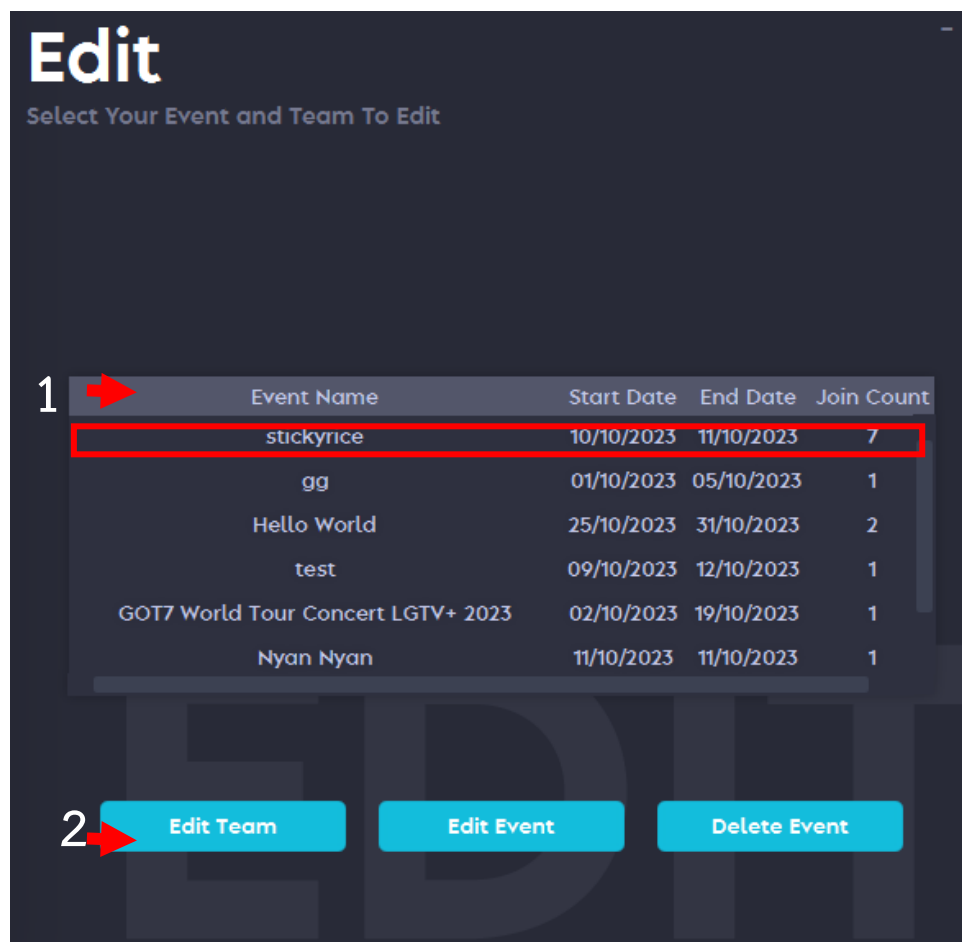 Edit
Select Your Event and Team To Edit
1
Event Name Start Date End Date Join Count
stickyrice 10/10/2023 11/10/2023 7
gg 01/10/2023 05/10/2023 1
Hello World 25/10/2023 31/10/2023 2
test 09/10/2023 12/10/2023 1
GOT7 World Tour Concert LGTV+ 2023 02/10/2023 19/10/2023 1
Nyan Nyan 11/10/2023 11/10/2023 1
EDIT
2 Edit Team Edit Event Delete Event